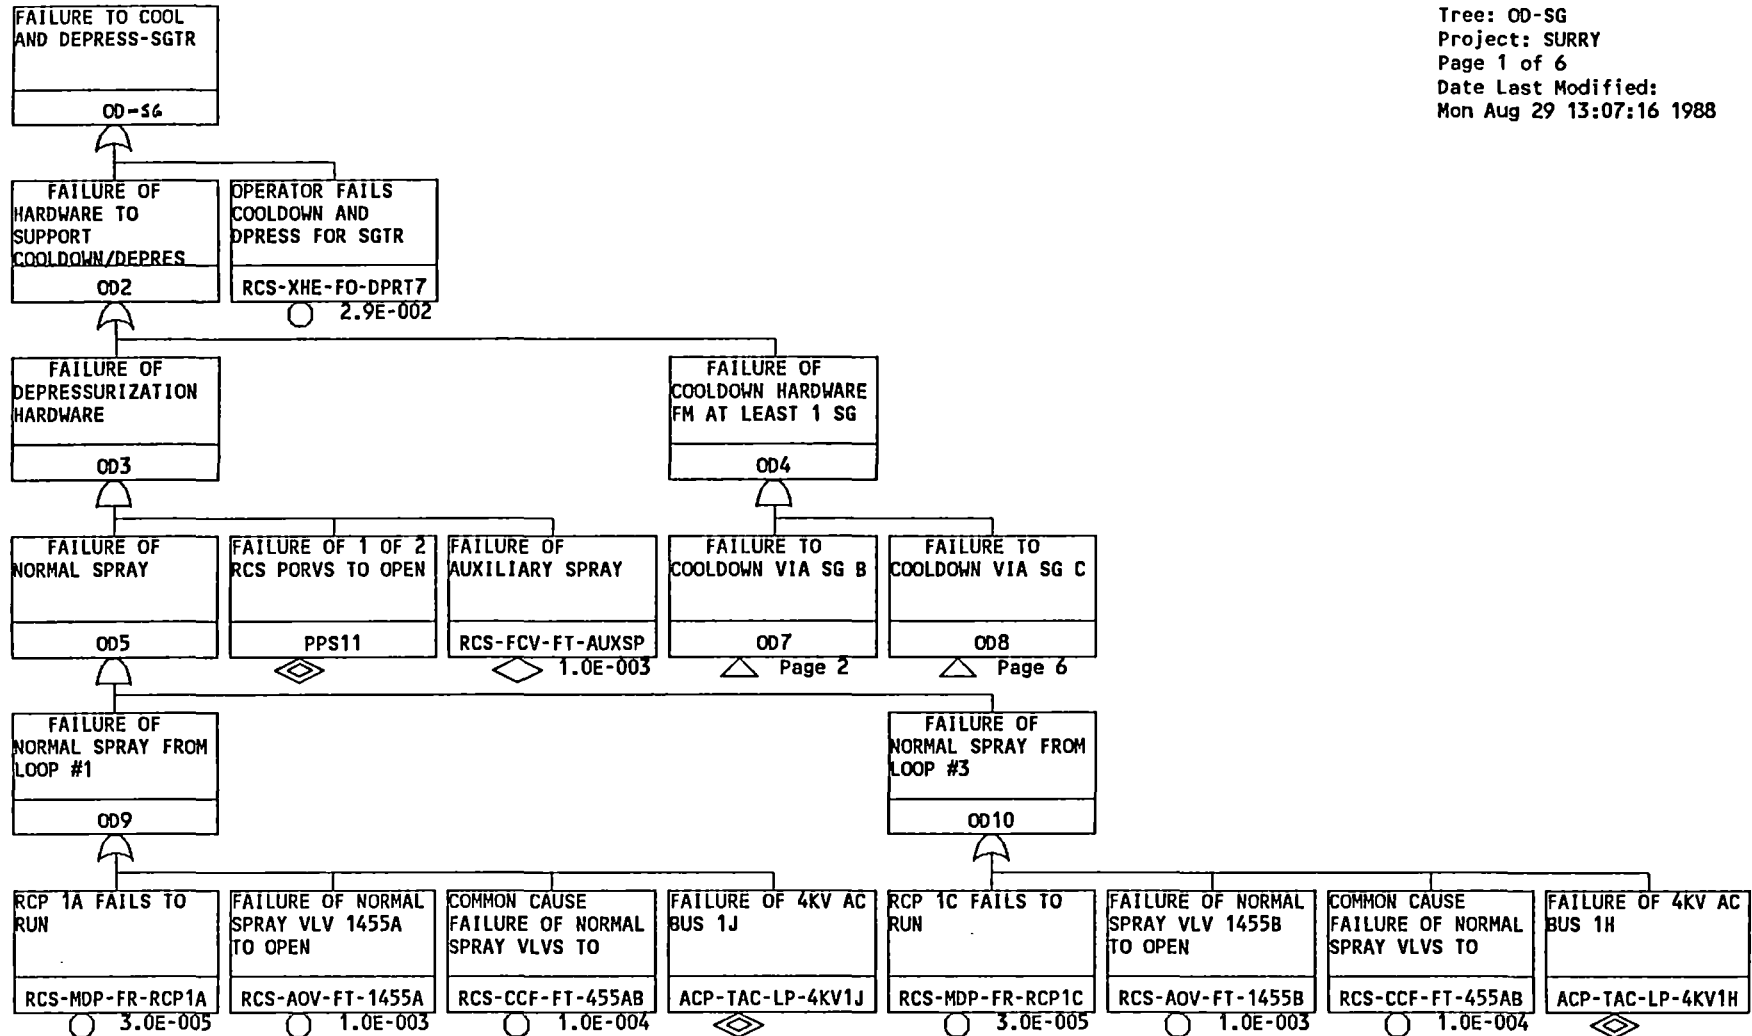 FAILURE TO COOL
AND DEPRESS-SGTR
OD-SG
Tree: OD-SG
Project: SURRY
Page 1 of 6
Date Last Modified:
Mon Aug 29 13:07:16 1988
FAILURE OF
HARDWARE TO
SUPPORT
COOLDOWN/DEPRES
OD2
OPERATOR FAILS
COOLDOWN AND
DPRESS FOR SGTR
RCS-XHE-FO-DPRT7
2.9E-002
FAILURE OF
DEPRESSURIZATION
HARDWARE
OD3
FAILURE OF
COOLDOWN HARDWARE
FM AT LEAST 1 SG
OD4
FAILURE OF
NORMAL SPRAY
OD5
FAILURE OF 1 OF 2
RCS PORVS TO OPEN
PPS11
FAILURE OF
AUXILIARY SPRAY
RCS-FCV-FT-AUXSP
1.0E-003
FAILURE TO
COOLDOWN VIA SG B
OD7
Page 2
FAILURE TO
COOLDOWN VIA SG C
OD8
Page 6
FAILURE OF
NORMAL SPRAY FROM
LOOP #1
OD9
FAILURE OF
NORMAL SPRAY FROM
LOOP #3
OD10
RCP 1A FAILS TO
RUN
RCS-MDP-FR-RCP1A
3.0E-005
FAILURE OF NORMAL
SPRAY VLV 1455A
TO OPEN
RCS-AOV-FT-1455A
1.0E-003
COMMON CAUSE
FAILURE OF NORMAL
SPRAY VLVS TO
RCS-CCF-FT-455AB
1.0E-004
FAILURE OF 4KV AC
BUS 1J
ACP-TAC-LP-4KV1J
RCP 1C FAILS TO
RUN
RCS-MDP-FR-RCP1C
3.0E-005
FAILURE OF NORMAL
SPRAY VLV 1455B
TO OPEN
RCS-AOV-FT-1455B
1.0E-003
COMMON CAUSE
FAILURE OF NORMAL
SPRAY VLVS TO
RCS-CCF-FT-455AB
1.0E-004
FAILURE OF 4KV AC
BUS 1H
ACP-TAC-LP-4KV1H